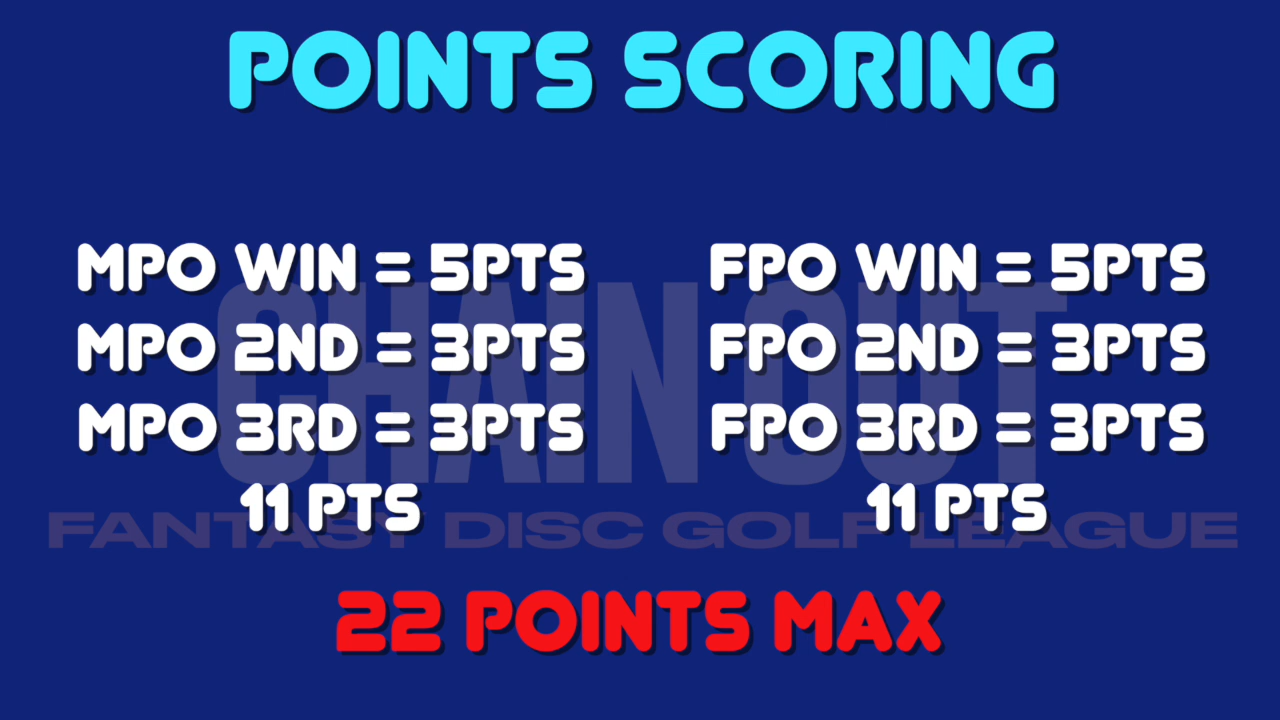 POINTS SCORING
MPO WIN = 5PTS
MPO 2ND = 3PTS
MPO 3RD = 3PTS
11 PTS
FPO WIN = 5PTS
FPO 2ND = 3PTS
FPO 3RD = 3PTS
11 PTS
CHAIN OUT
FANTASY DISC GOLF LEAGUE
22 POINTS MAX